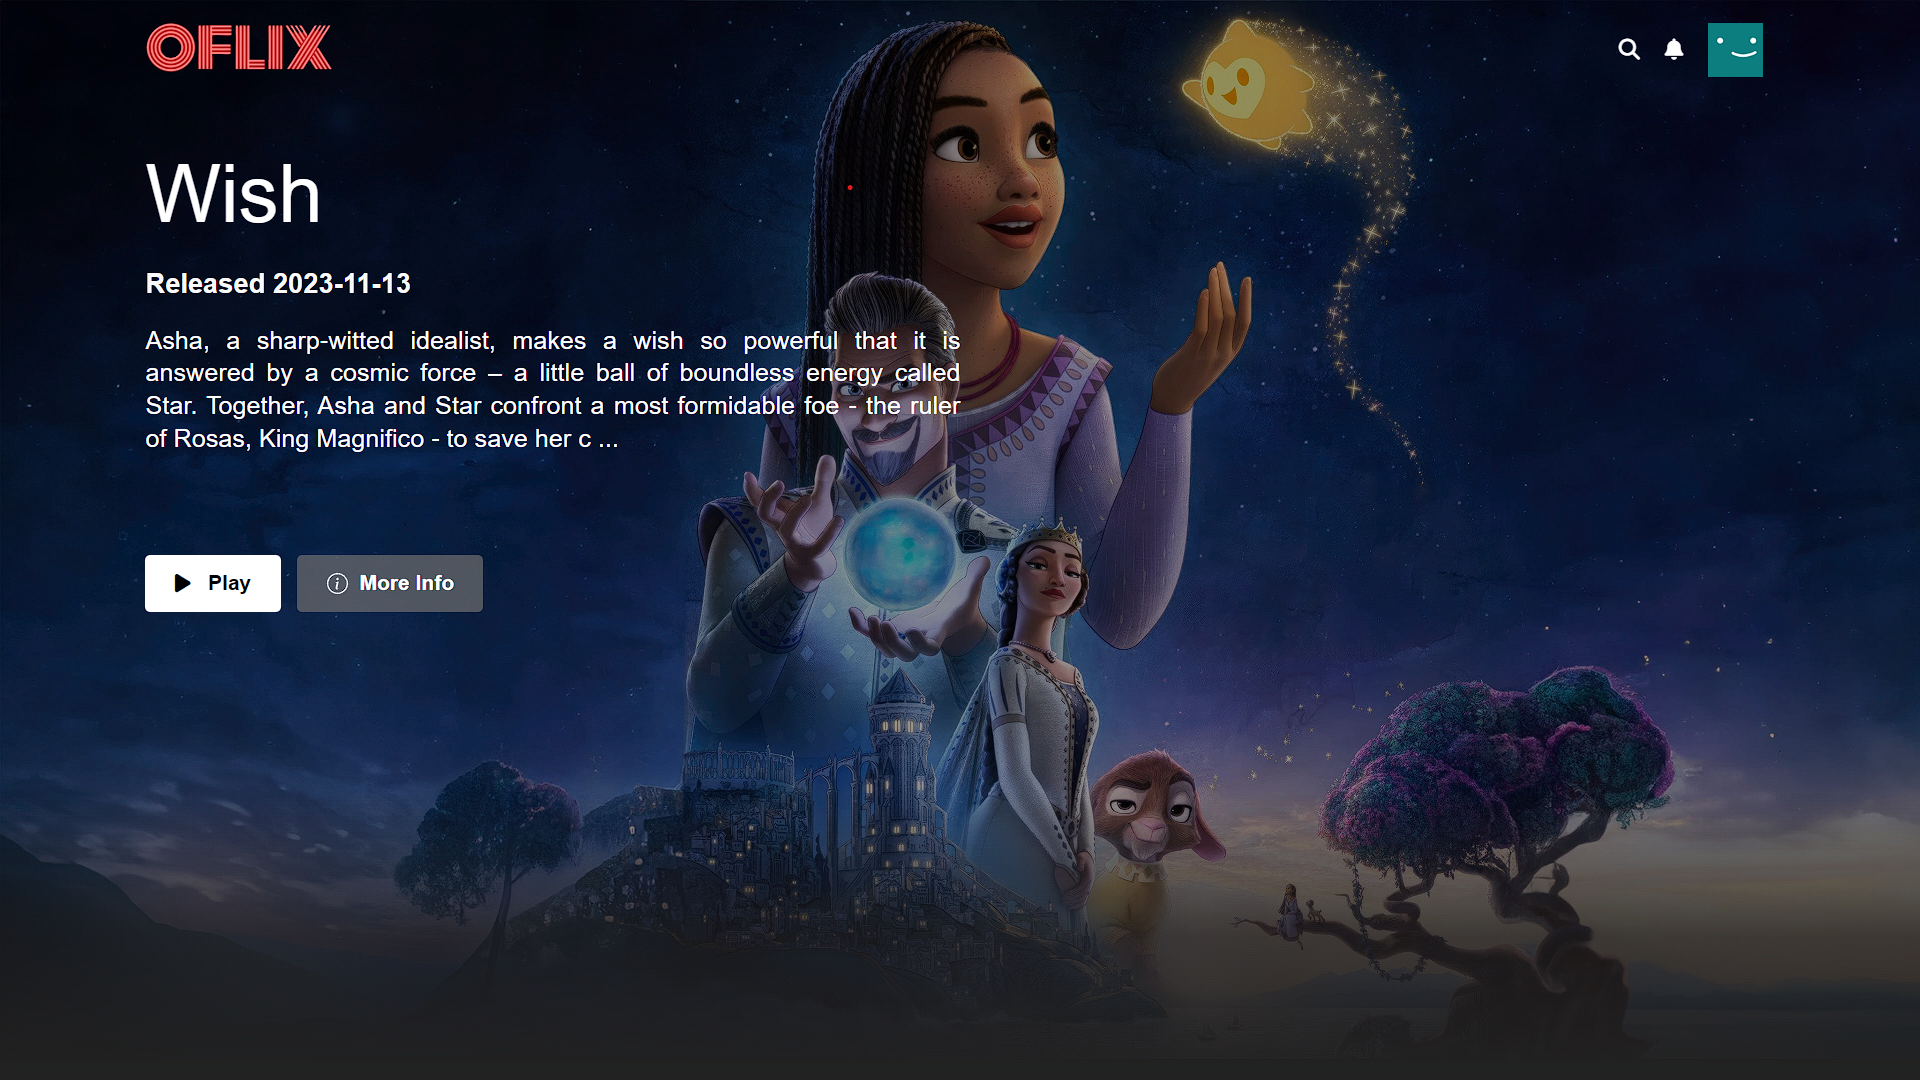 OFLIX
Wish
Released 2023-11-13
Asha, a sharp-witted idealist, makes a wish so powerful that it is
answered by a cosmic force – a little ball of boundless energy called
Star. Together, Asha and Star confront a most formidable foe - the ruler
of Rosas, King Magnifico - to save her c ...
Play
More Info